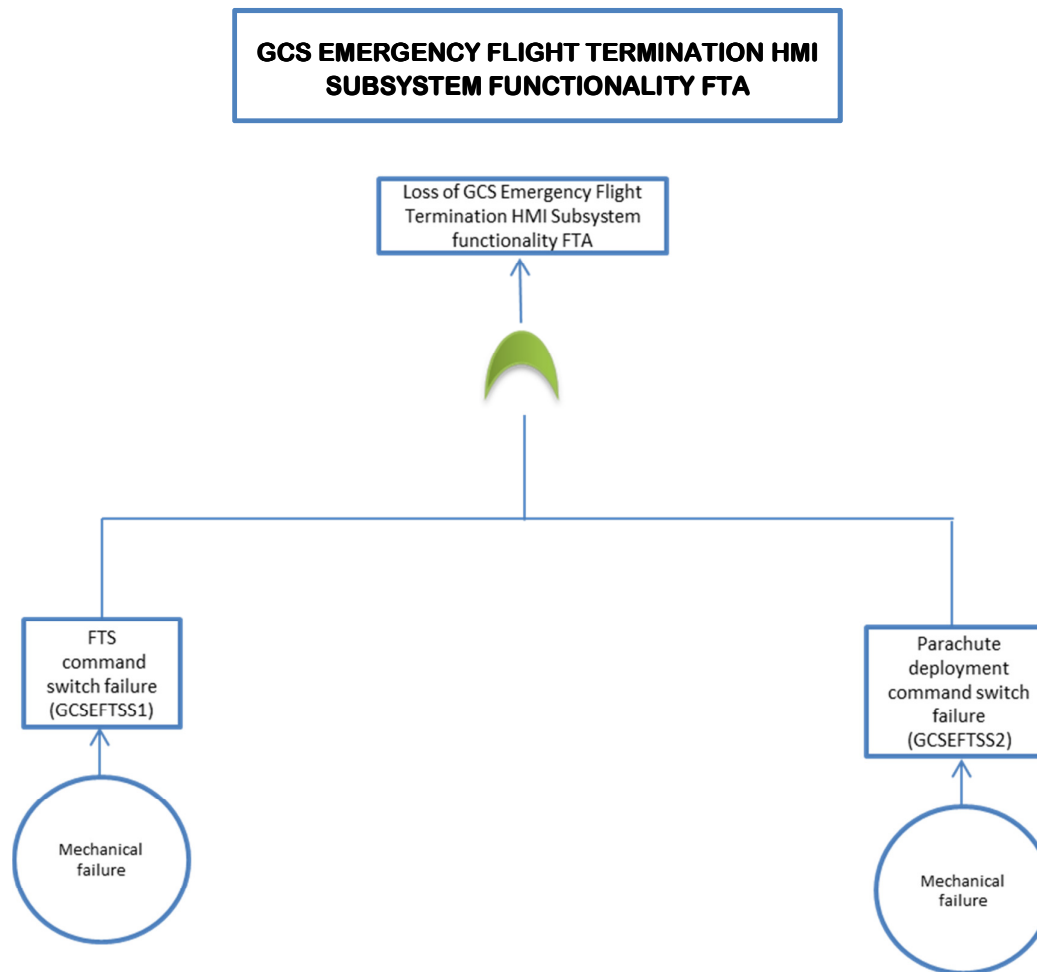 GCS EMERGENCY FLIGHT TERMINATION HMI
SUBSYSTEM FUNCTIONALITY FTA
Loss of GCS Emergency Flight
Termination HMI Subsystem
functionality FTA
FTS
command
switch failure
(GCSEFTSS1)
Parachute
deployment
command switch
failure
(GCSEFTSS2)
Mechanical
failure
Mechanical
failure